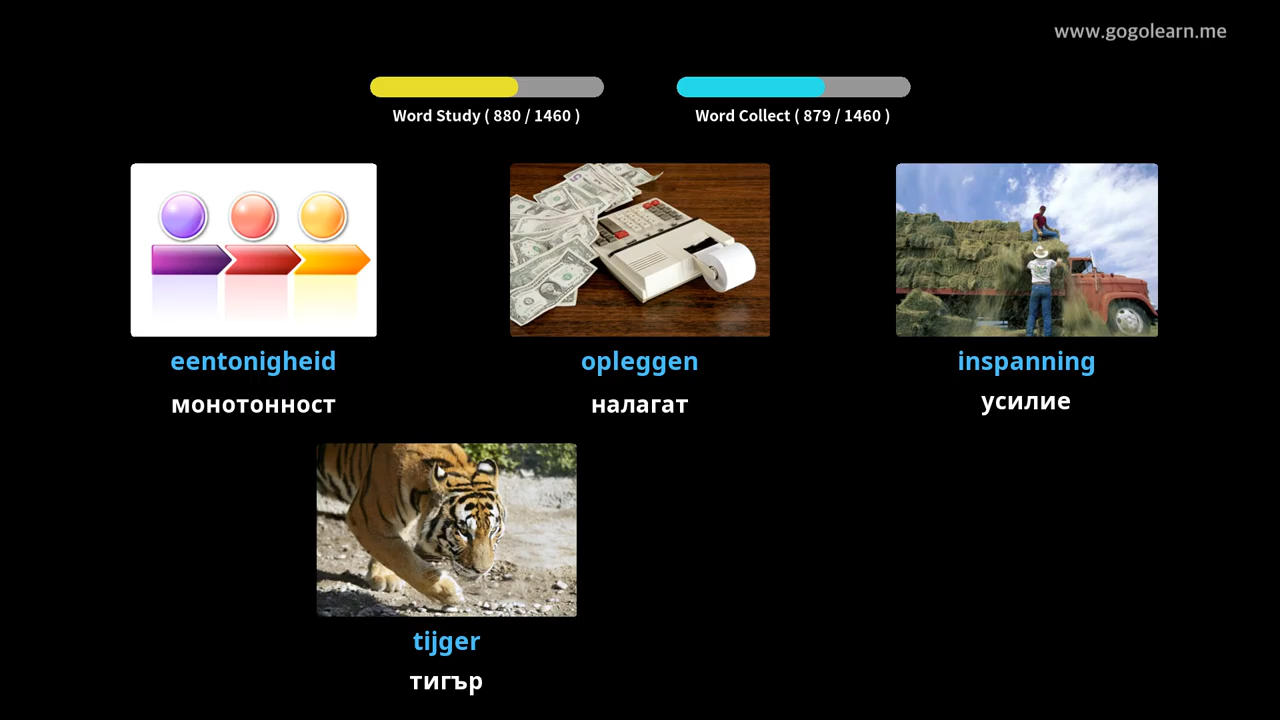 www.gogolearn.me
Word Study ( 880 / 1460 )
Word Collect ( 879 / 1460 )
eentonigheid
opleggen
inspanning
монотонност
налагат
усилие
tijger
тигър